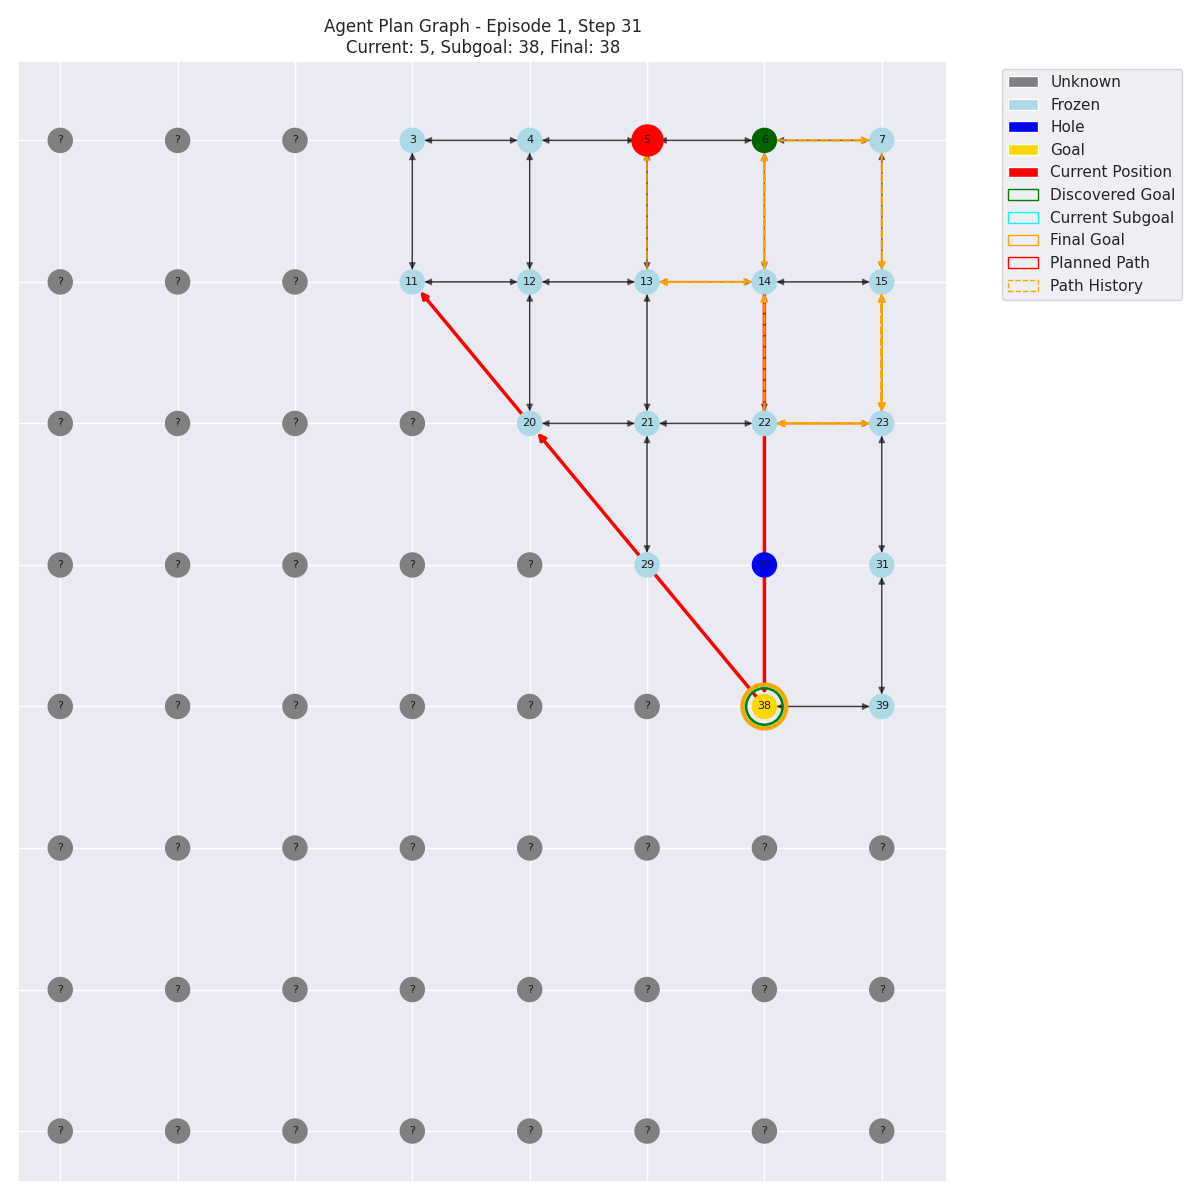 Agent Plan Graph - Episode 1, Step 31
Current: 5, Subgoal: 38, Final: 38
Unknown
Frozen
Hole
Goal
Current Position
Discovered Goal
Current Subgoal
Final Goal
Planned Path
Path History
? ? ? 3 4 5 6 7
? ? ? 11 12 13 14 15
? ? ? ? 20 21 22 23
? ? ? ? ? 29 30 31
? ? ? ? ? ? 38 39
? ? ? ? ? ? ? ?
? ? ? ? ? ? ? ?
? ? ? ? ? ? ? ?